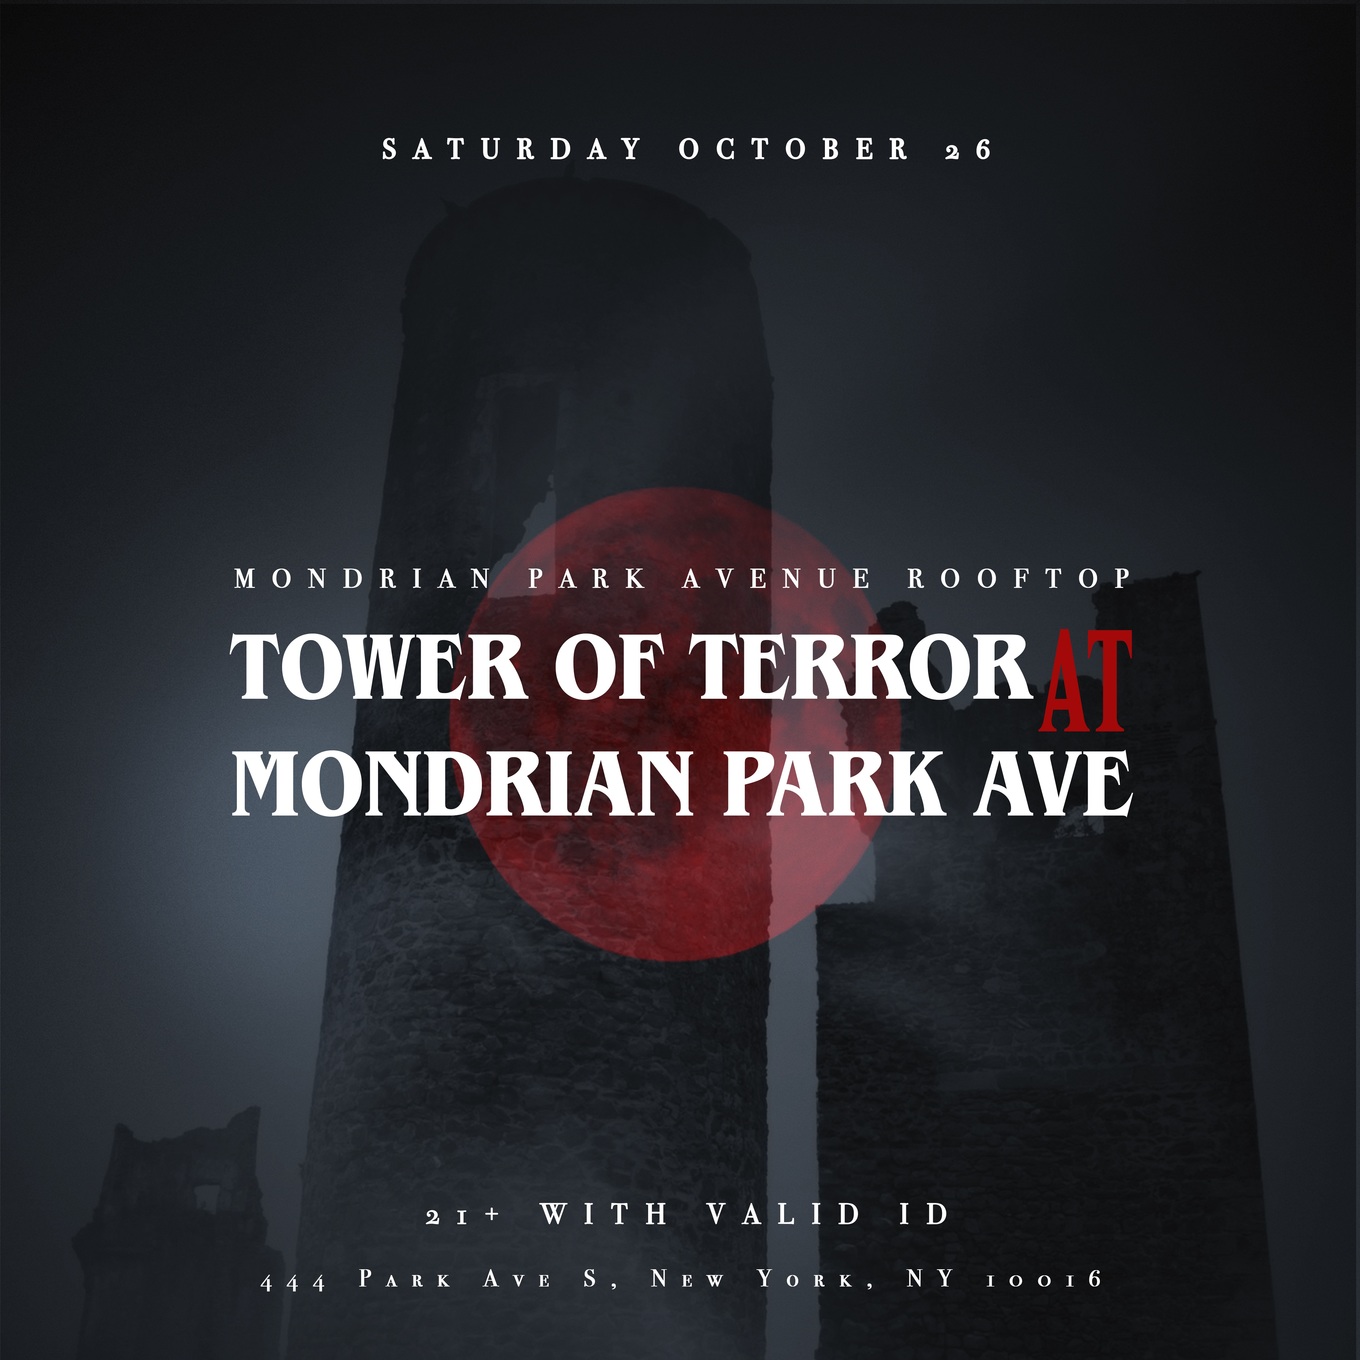 SATURDAY OCTOBER 26
MONDRIAN PARK AVENUE ROOFTOP
TOWER OF TERROR AT
MONDRIAN PARK AVE
21+ WITH VALID ID
444 Park Ave S, New York, NY 10016